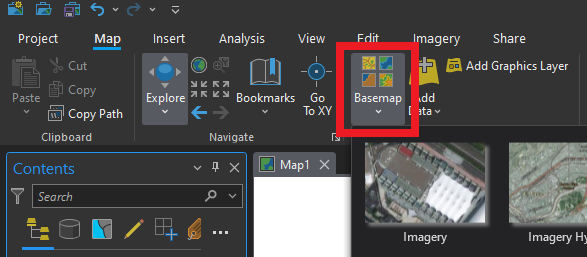 Project Map Insert Analysis View Edit Imagery Share
Paste
Cut
Copy
Copy Path
Clipboard
Explore
Bookmarks
Go
To XY
Navigate
Basemap
Add
Data
Add Graphics Layer
Contents
Search
Map1
Imagery
Imagery Hy